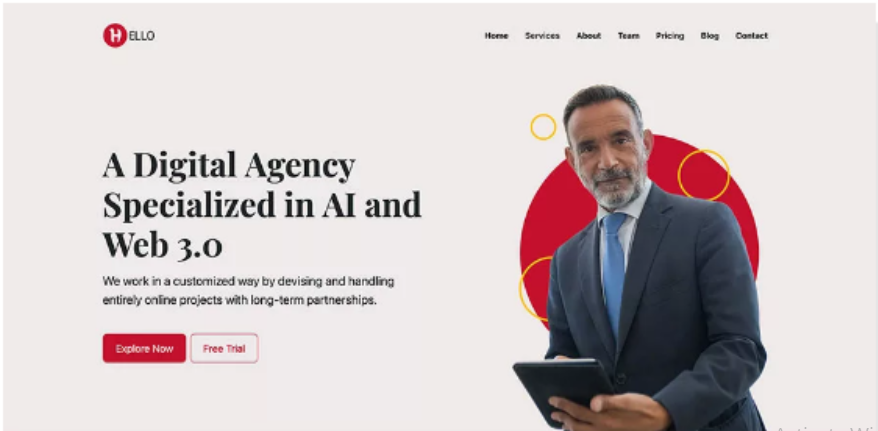 HELLO
Home Services About Team Pricing Blog Contact
A Digital Agency
Specialized in AI and
Web 3.0
We work in a customized way by devising and handling
entirely online projects with long-term partnerships.
Explore Now Free Trial